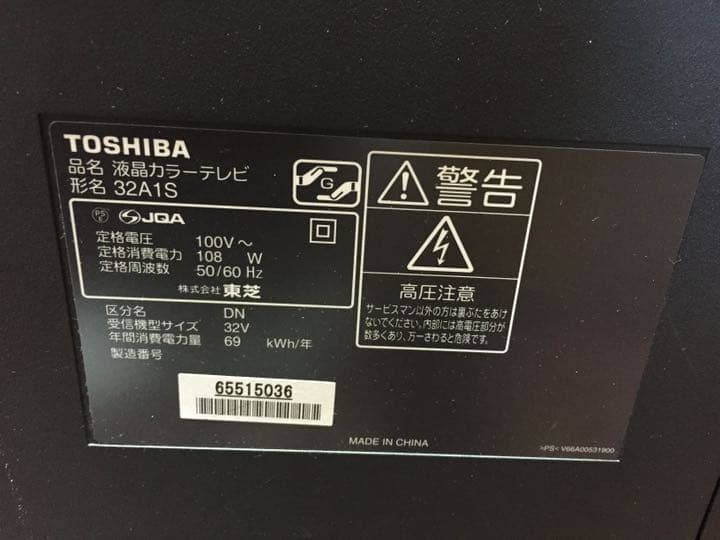 TOSHIBA
品名 液晶カラーテレビ
形名 32A1S
G
PS
E
JQA
定格電圧 100V～
定格消費電力 108 W
定格周波数 50/60 Hz
株式会社 東芝
区分名 DN
受信機型サイズ 32V
年間消費電力量 69 kWh/年
製造番号
65515036
警告
高圧注意
サービスマン以外の方は裏ぶたをあけ
ないでください。内部には高電圧部分が
数多くあり、万一さわると危険です。
MADE IN CHINA
>PS< V66A00531900